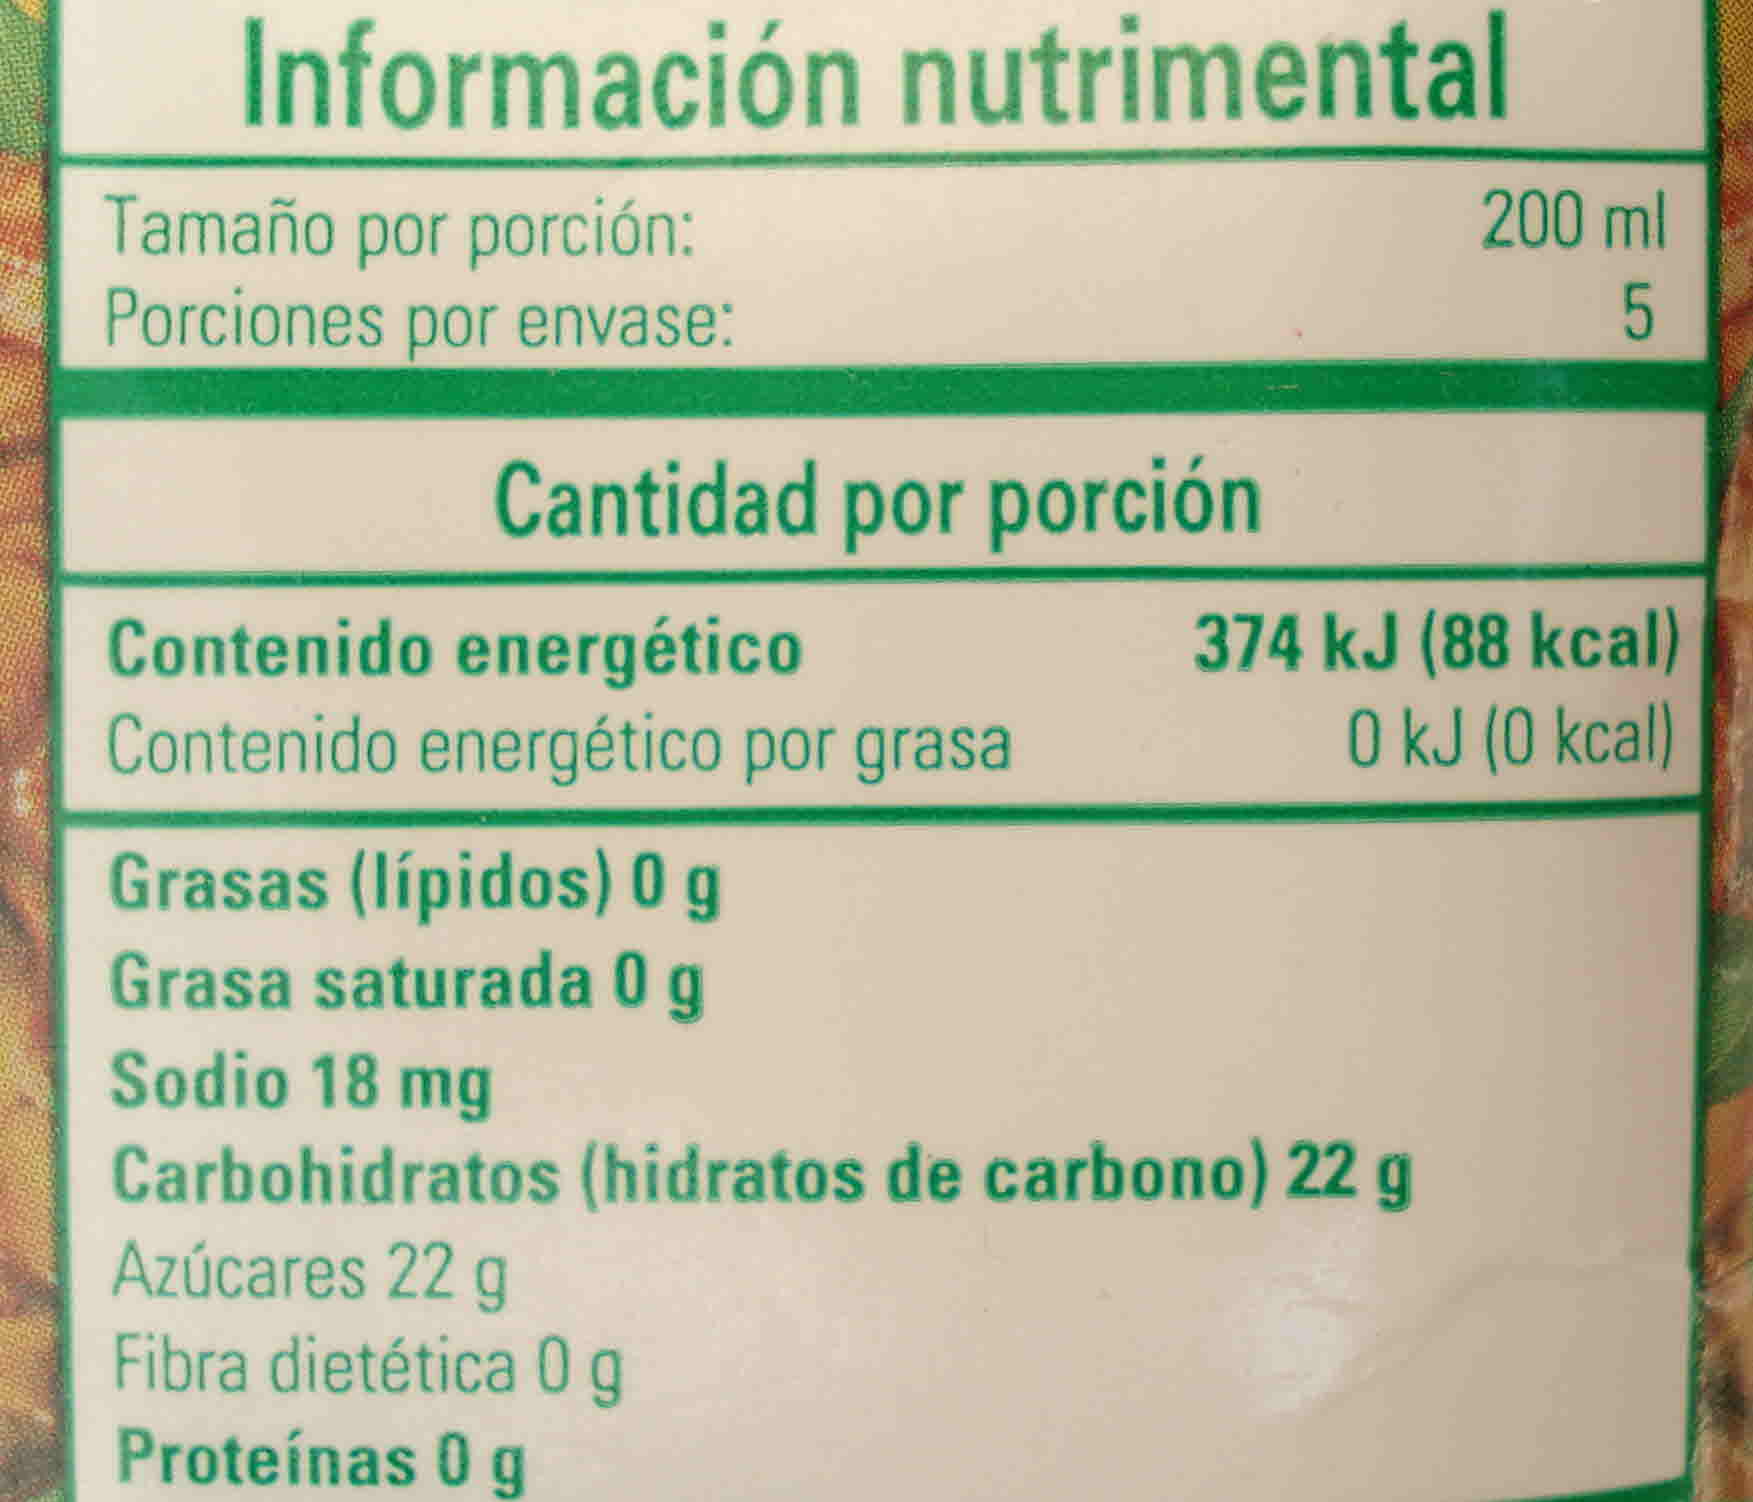 Información nutrimental
Tamaño por porción: 200 ml
Porciones por envase: 5
Cantidad por porción
Contenido energético 374 kJ (88 kcal)
Contenido energético por grasa 0 kJ (0 kcal)
Grasas (lípidos) 0 g
Grasa saturada 0 g
Sodio 18 mg
Carbohidratos (hidratos de carbono) 22 g
Azúcares 22 g
Fibra dietética 0 g
Proteínas 0 g